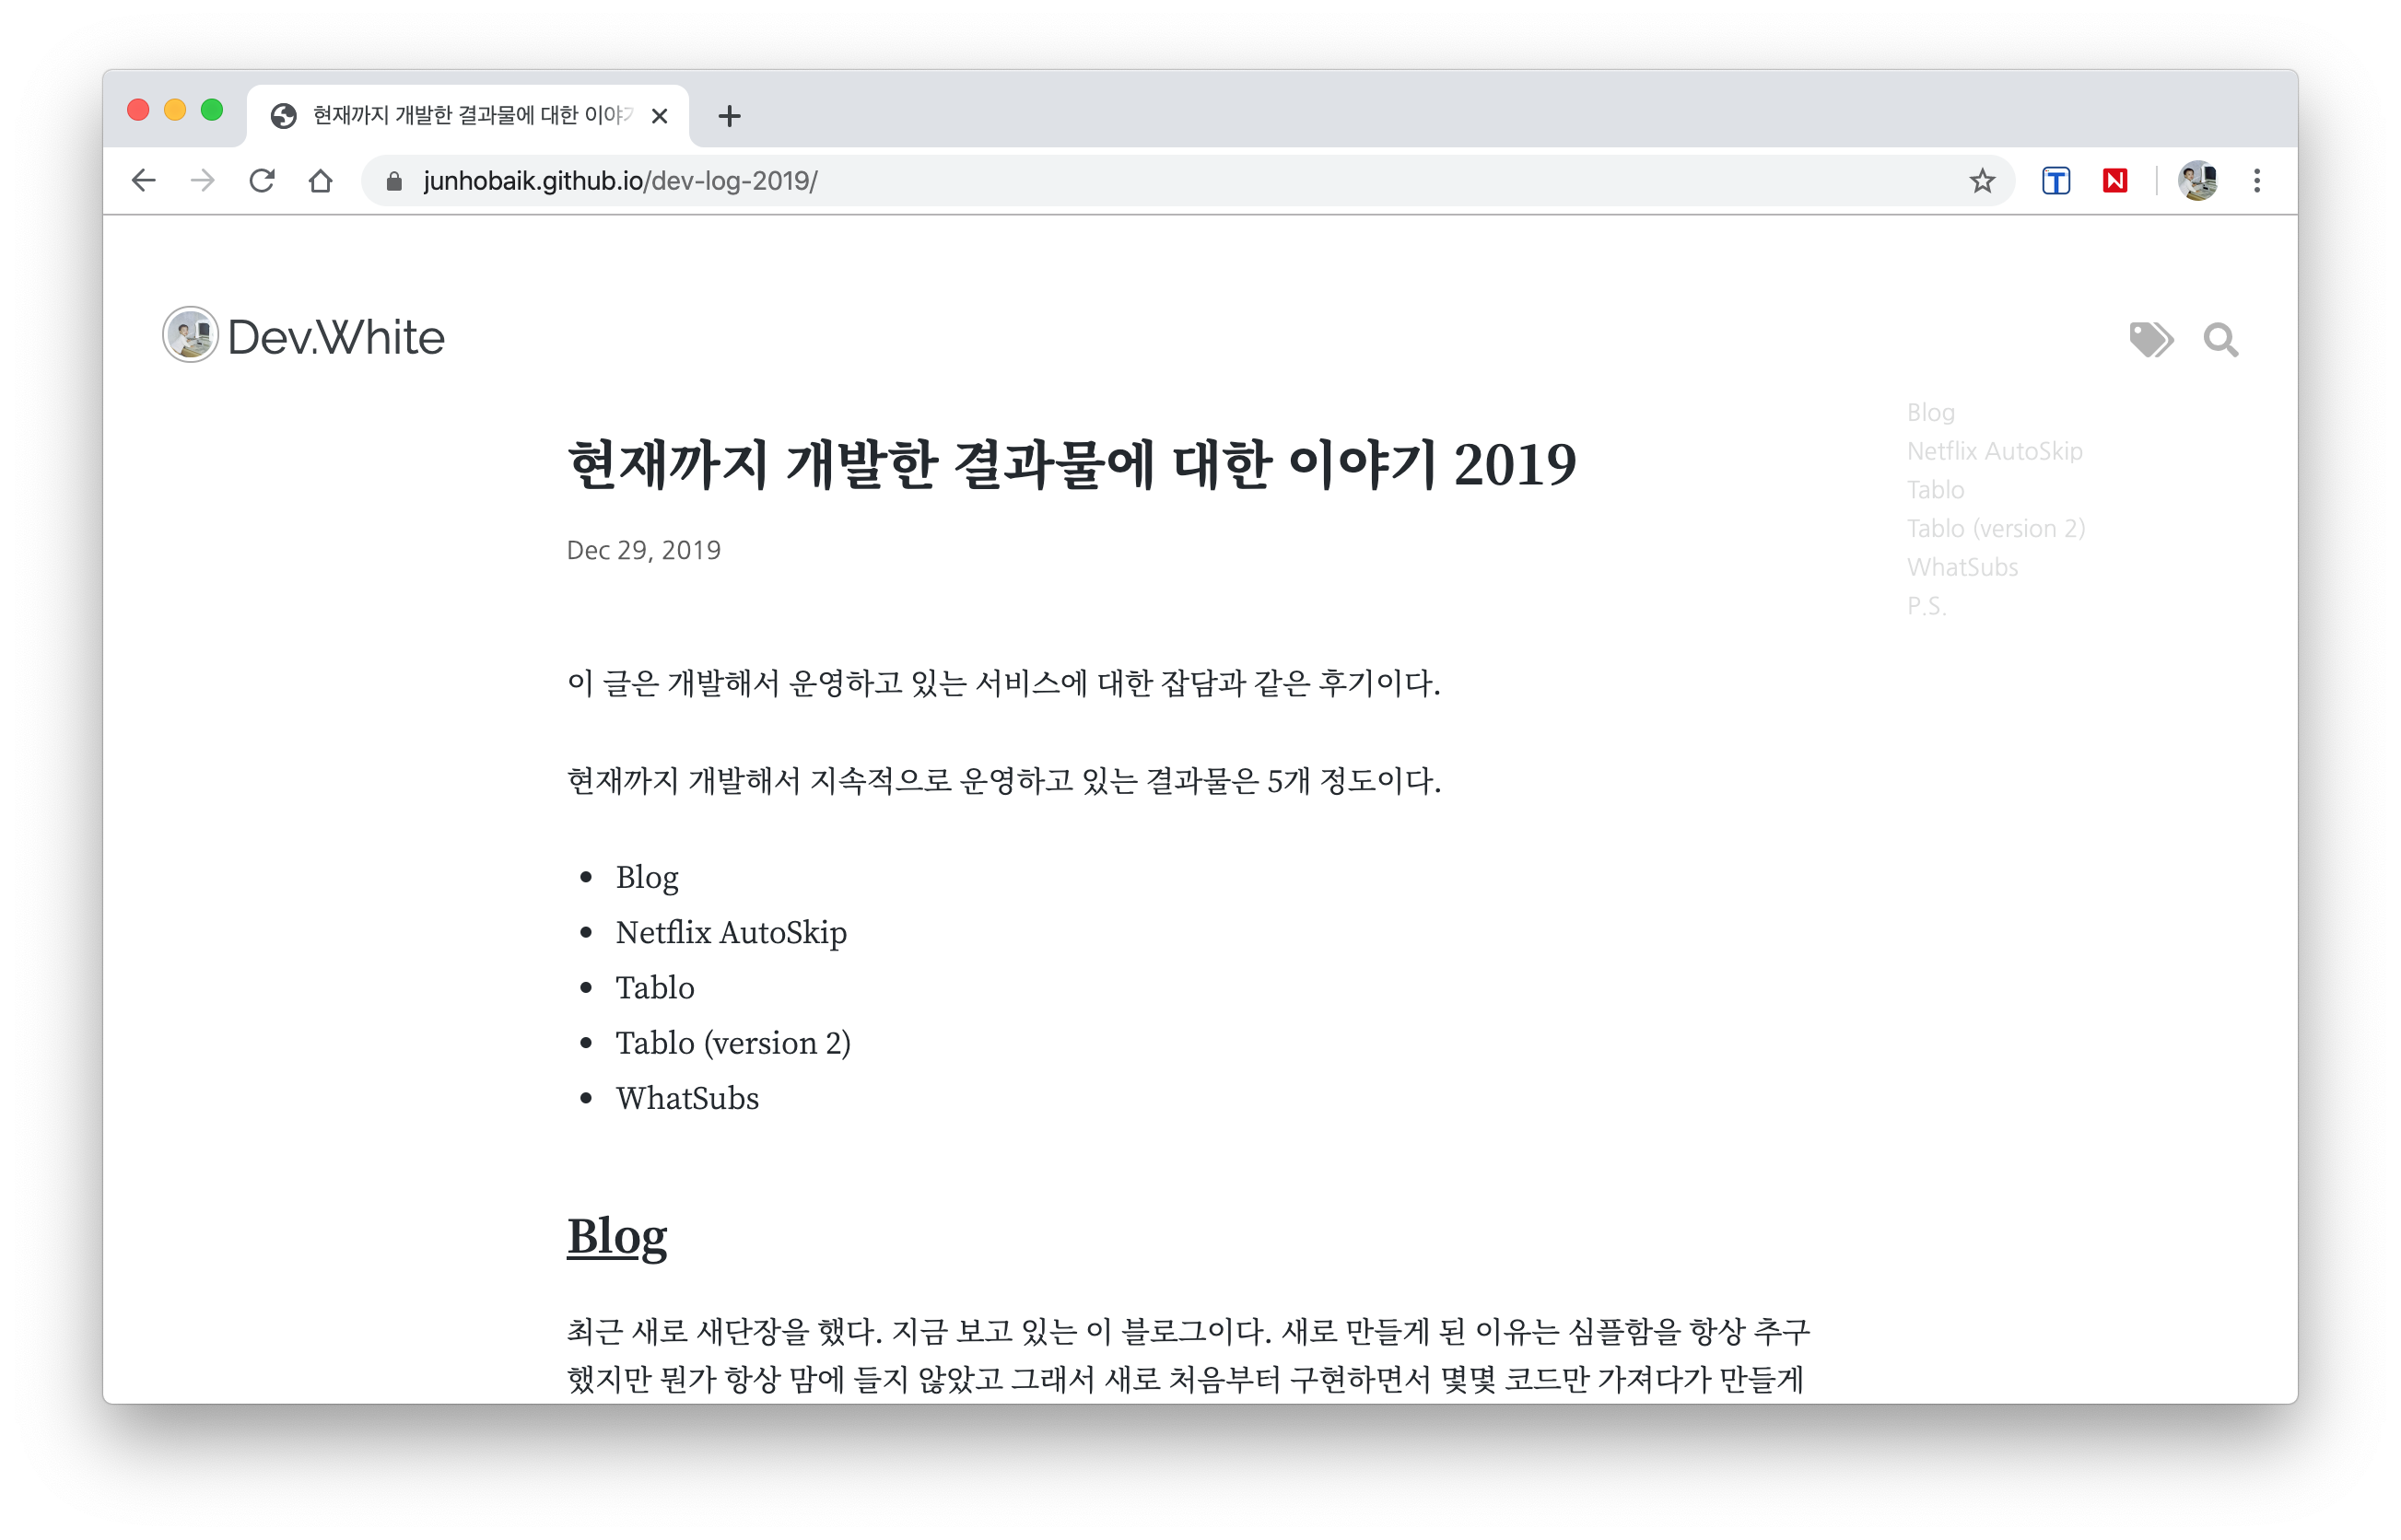 현재까지 개발한 결과물에 대한 이야기
junhobaik.github.io/dev-log-2019/
Dev.White
Blog
Netflix AutoSkip
Tablo
Tablo (version 2)
WhatSubs
P.S.
현재까지 개발한 결과물에 대한 이야기 2019
Dec 29, 2019
이 글은 개발해서 운영하고 있는 서비스에 대한 잡담과 같은 후기이다.
현재까지 개발해서 지속적으로 운영하고 있는 결과물은 5개 정도이다.
• Blog
• Netflix AutoSkip
• Tablo
• Tablo (version 2)
• WhatSubs
Blog
최근 새로 새단장을 했다. 지금 보고 있는 이 블로그이다. 새로 만들게 된 이유는 심플함을 항상 추구
했지만 뭔가 항상 맘에 들지 않았고 그래서 새로 처음부터 구현하면서 몇몇 코드만 가져다가 만들게